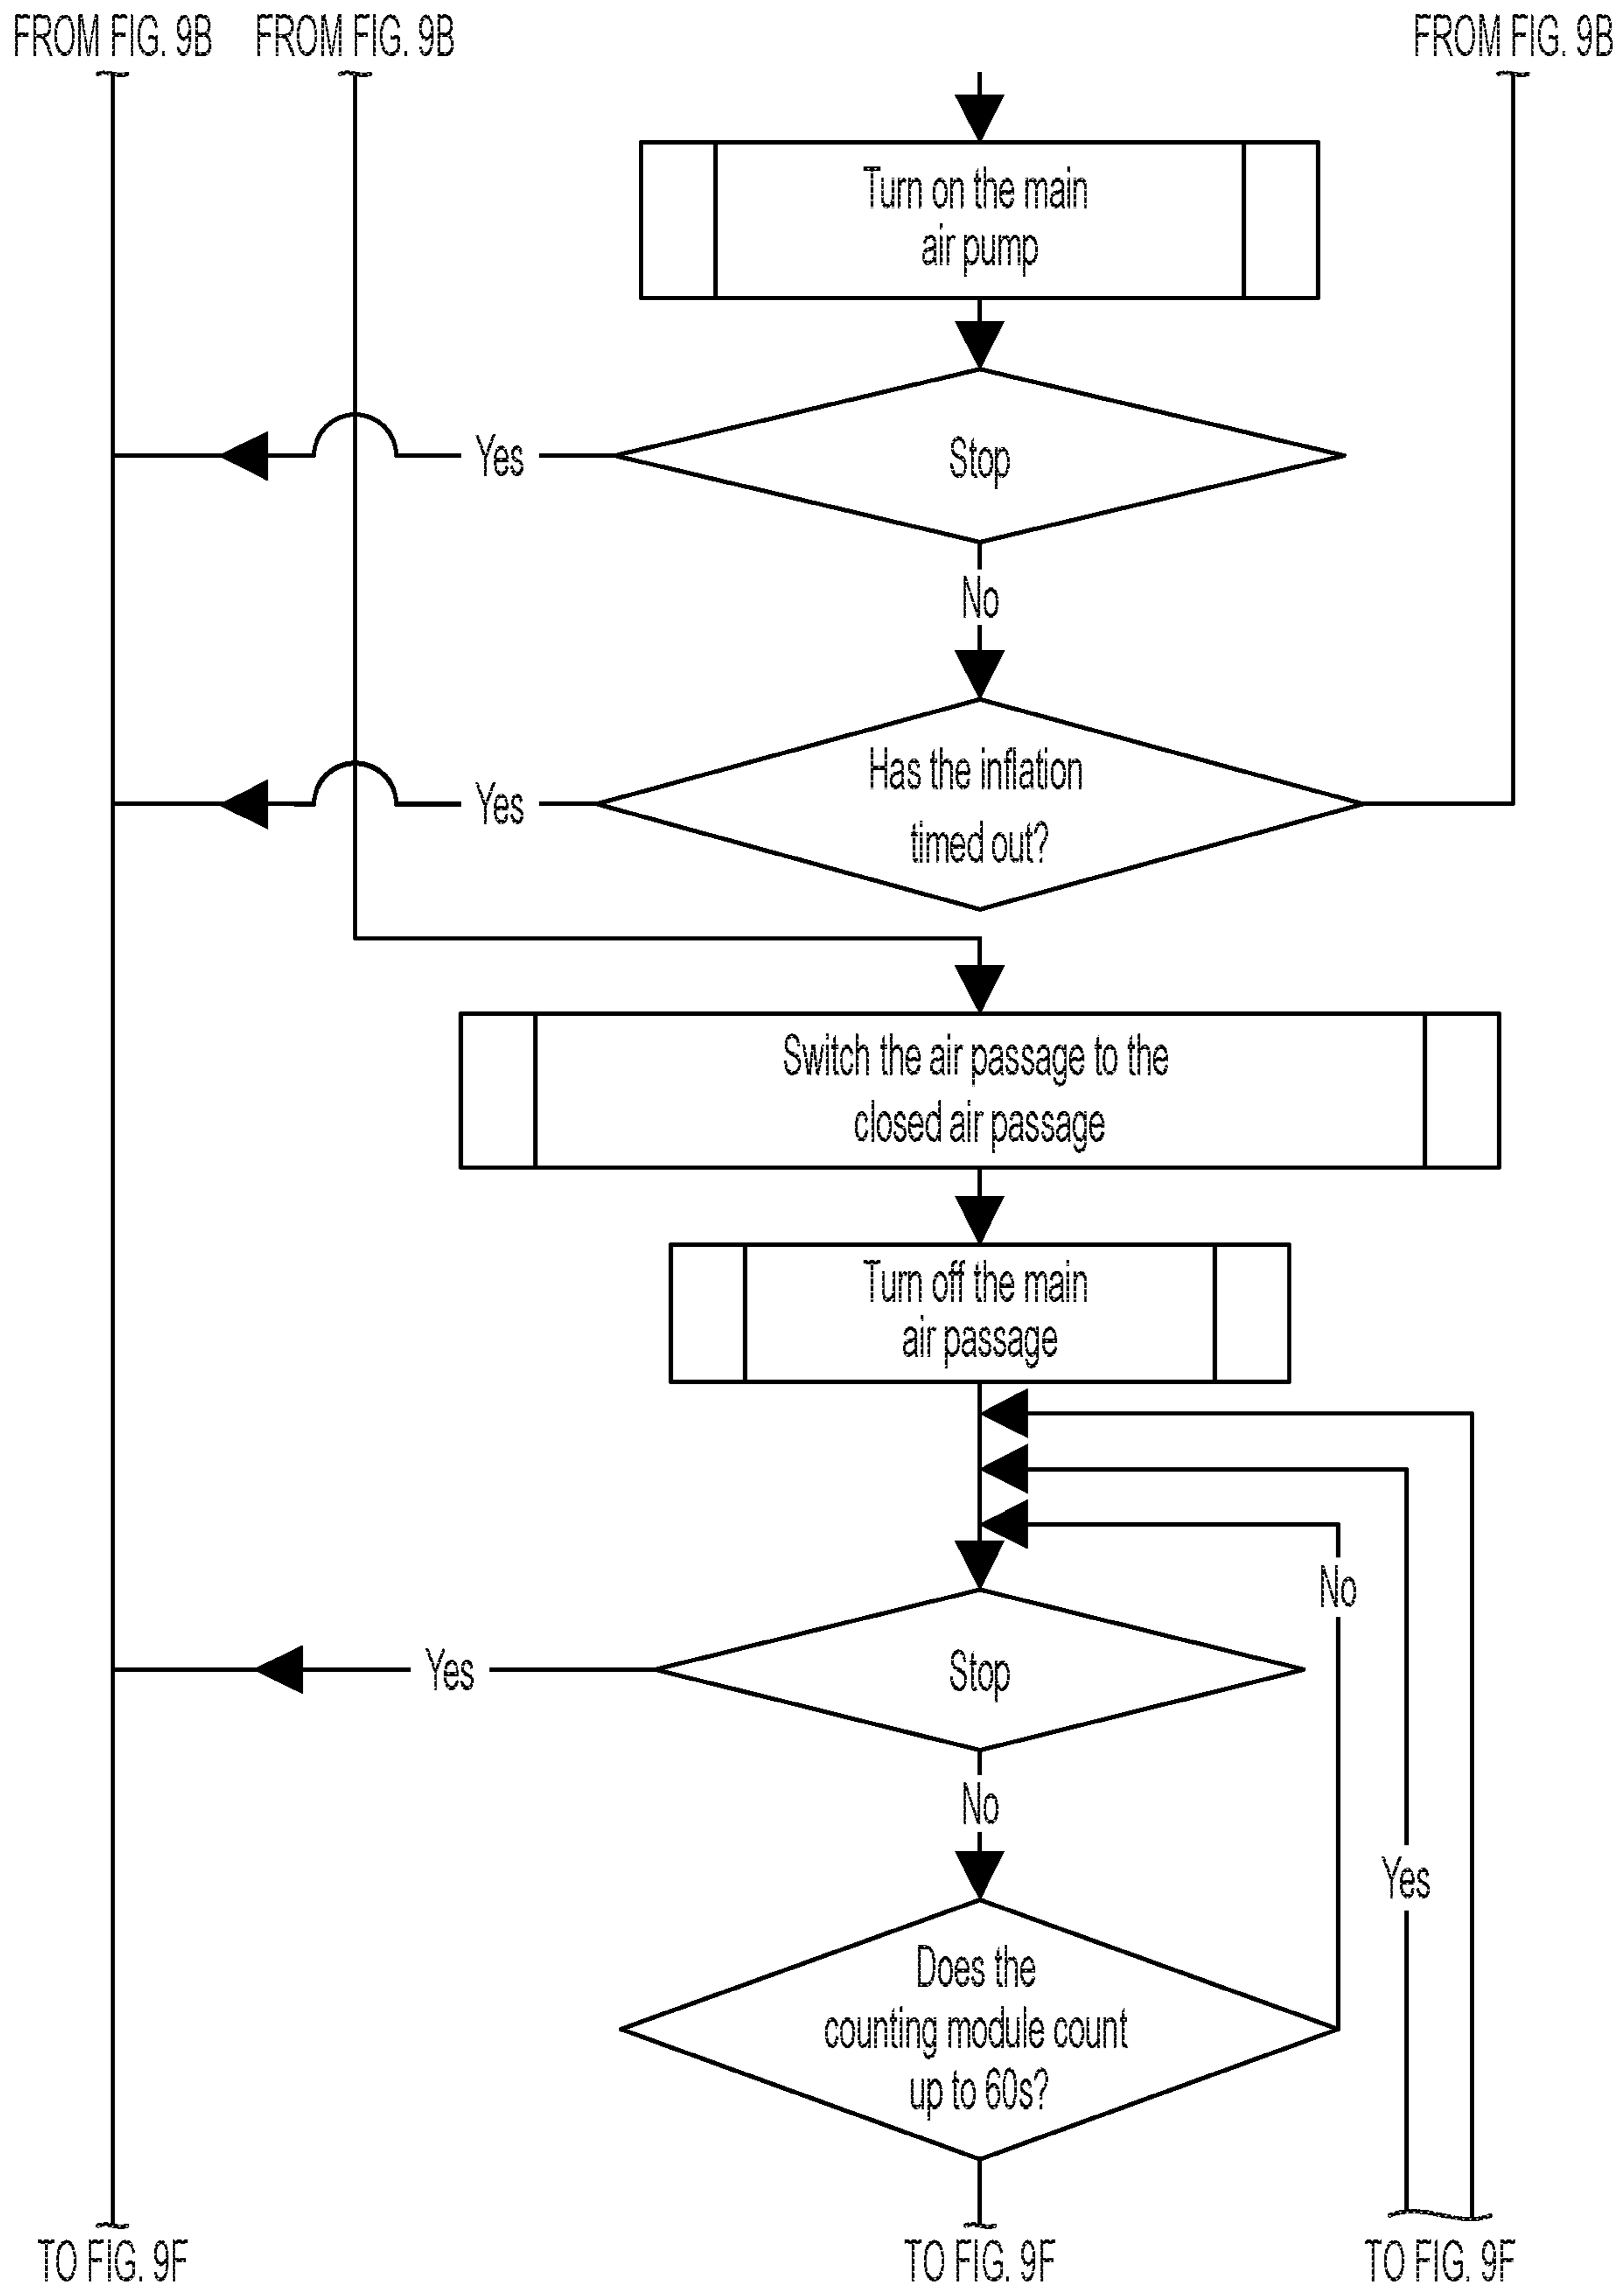 FROM FIG. 9B
FROM FIG. 9B
FROM FIG. 9B
Turn on the main
air pump
Yes
Stop
No
Has the inflation
timed out?
Yes
Switch the air passage to the
closed air passage
Turn off the main
air passage
No
Yes
Stop
No
Yes
Does the
counting module count
up to 60s?
TO FIG. 9F
TO FIG. 9F
TO FIG. 9F